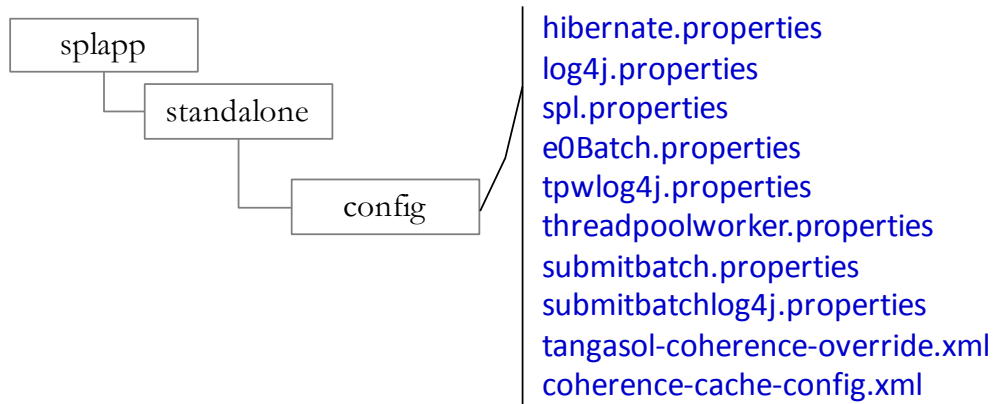 splapp
standalone
config
hibernate.properties
log4j.properties
spl.properties
e0Batch.properties
tpwlog4j.properties
threadpoolworker.properties
submitbatch.properties
submitbatchlog4j.properties
tangasol-coherence-override.xml
coherence-cache-config.xml